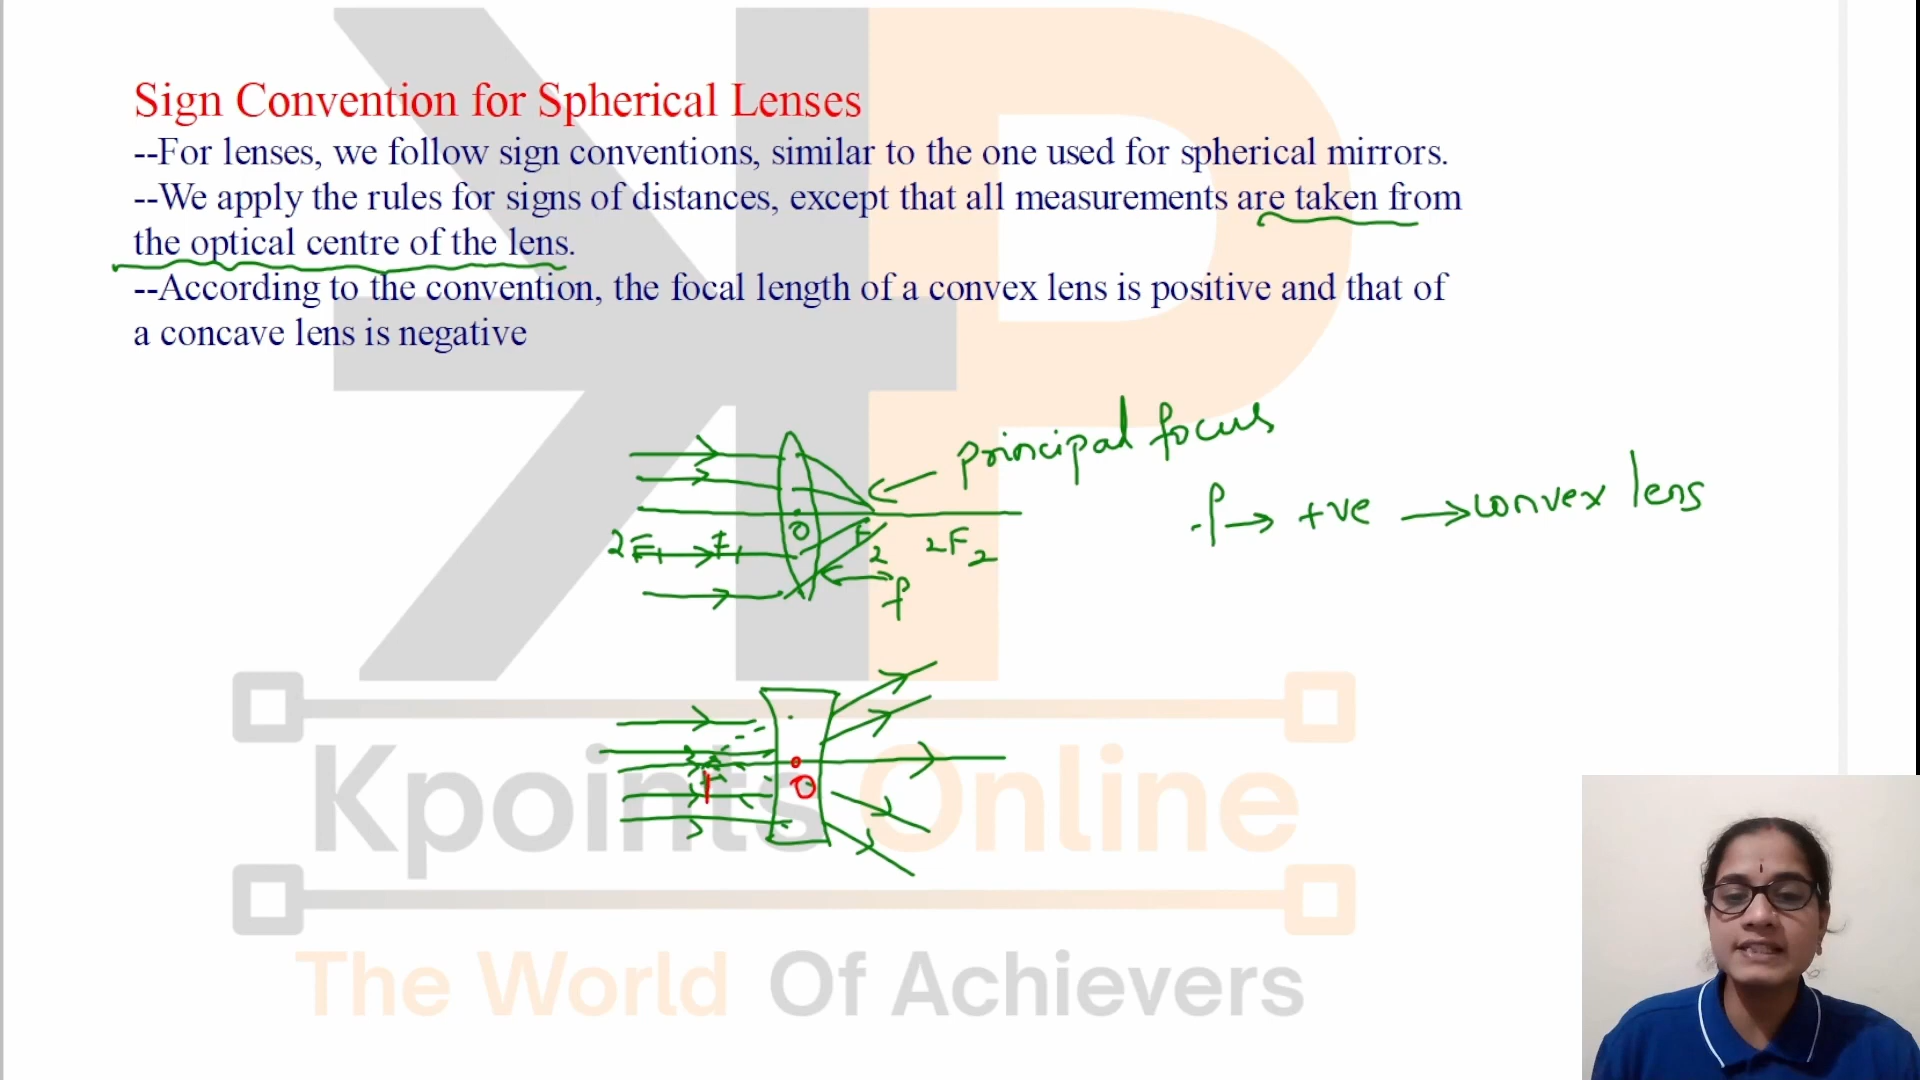 Sign Convention for Spherical Lenses
--For lenses, we follow sign conventions, similar to the one used for spherical mirrors.
--We apply the rules for signs of distances, except that all measurements are taken from
the optical centre of the lens.
--According to the convention, the focal length of a convex lens is positive and that of
a concave lens is negative
principal focus
f → +ve → convex lens
2F1 F1 O F2 2F2
f
O
Kpoints Online
The World Of Achievers